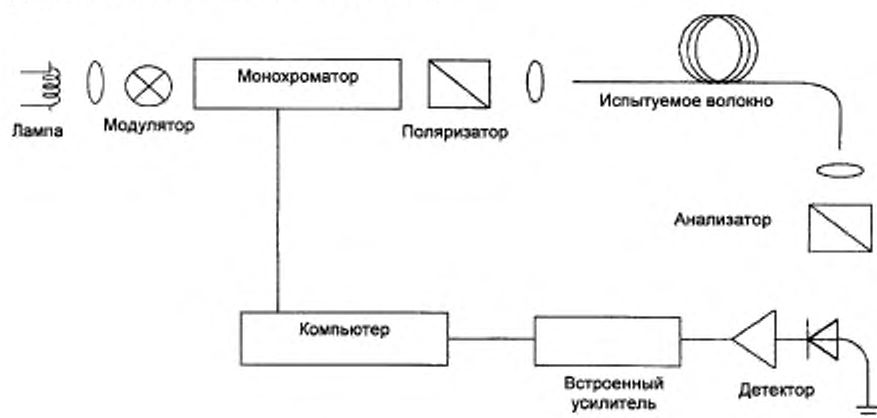 Монохроматор
Испытуемое волокно
Модулятор
Лампа
Поляризатор
Анализатор
Компьютер
Встроенный
усилитель
Детектор